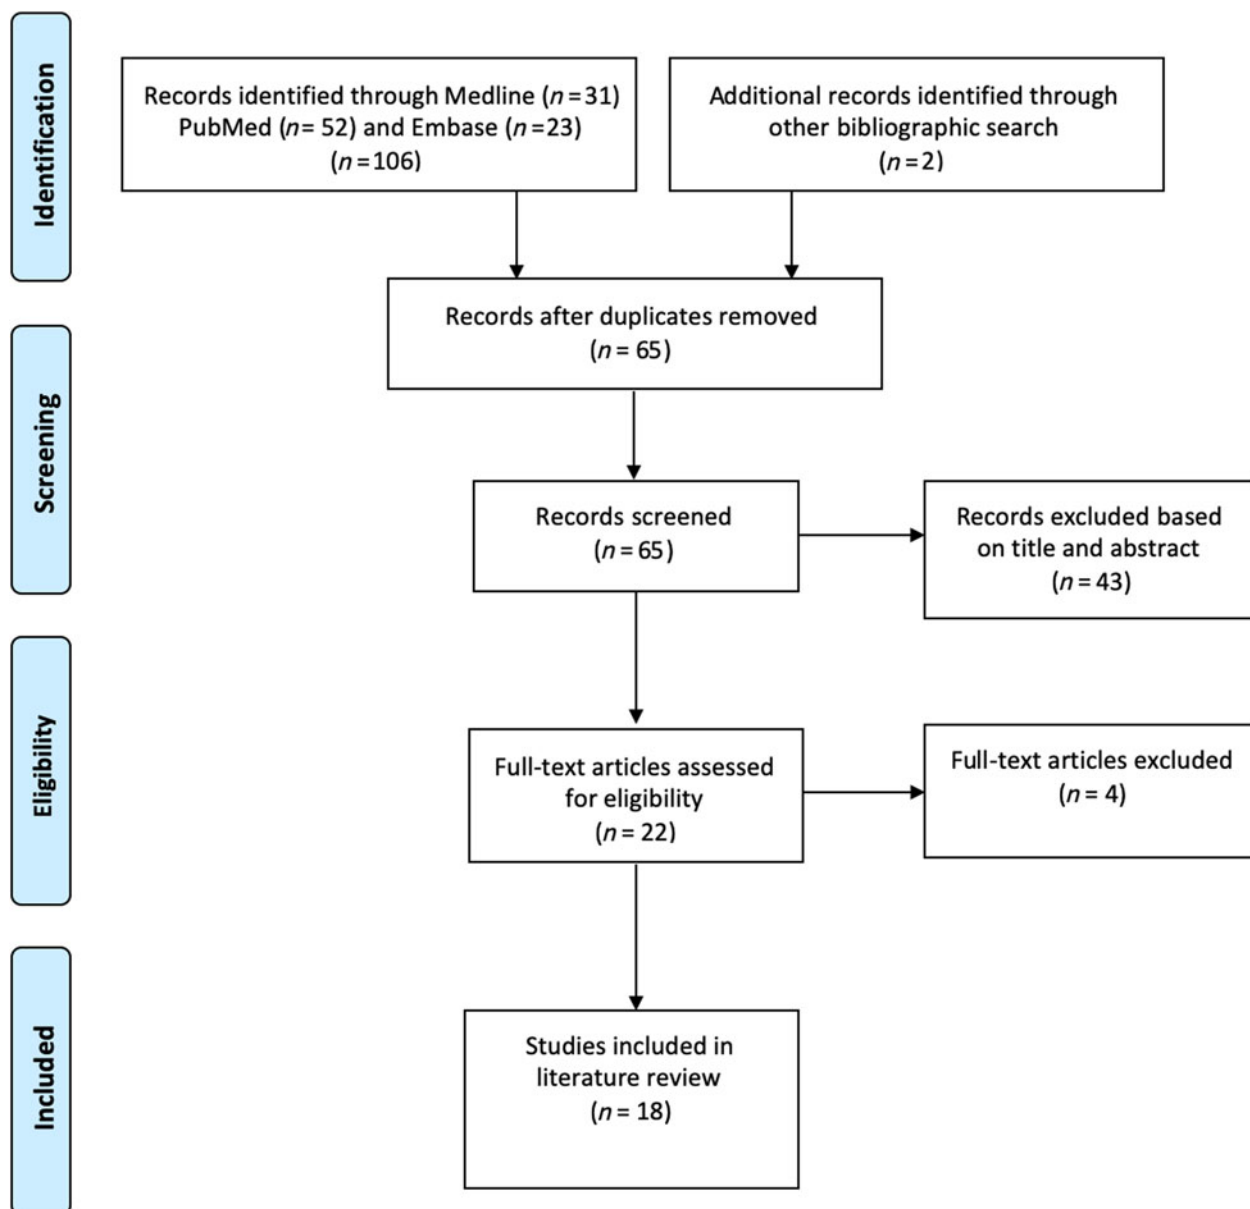 Identification
Records identified through Medline (n = 31)
PubMed (n = 52) and Embase (n =23)
(n = 106)
Additional records identified through
other bibliographic search
(n = 2)
Records after duplicates removed
(n = 65)
Screening
Records screened
(n = 65)
Records excluded based
on title and abstract
(n = 43)
Eligibility
Full-text articles assessed
for eligibility
(n = 22)
Full-text articles excluded
(n = 4)
Included
Studies included in
literature review
(n = 18)